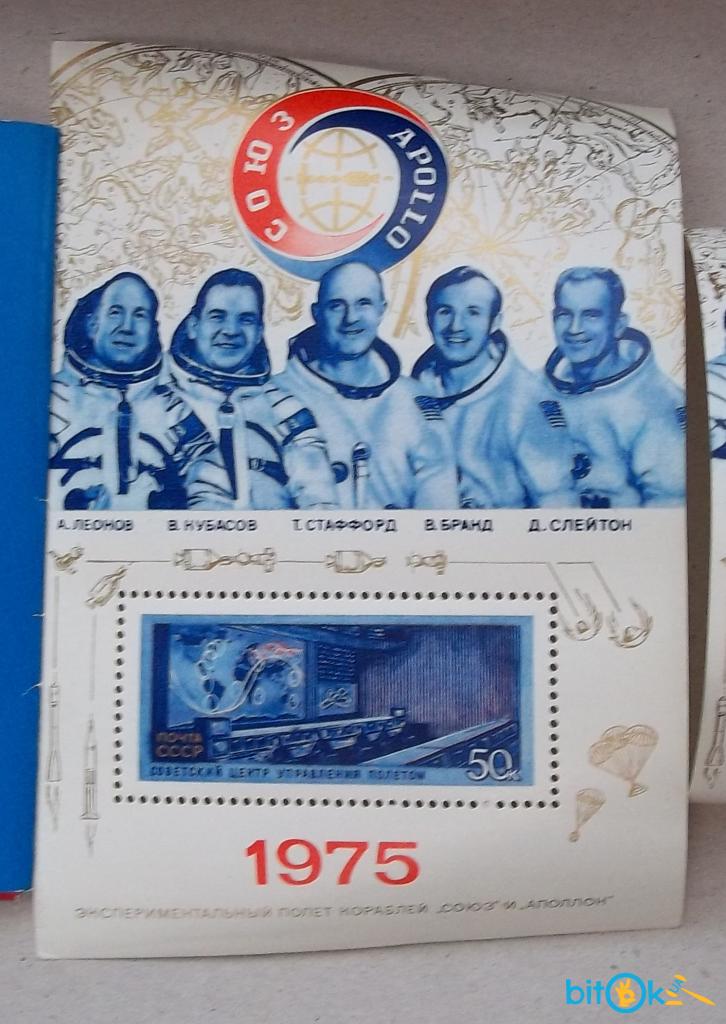 СОЮЗ
APOLLO
А.ЛЕОНОВ В.КУБАСОВ Т.СТАФФОРД В.БРАНД Д.СЛЕЙТОН
ПОЧТА
СССР
СОВЕТСКИЙ ЦЕНТР УПРАВЛЕНИЯ ПОЛЕТОМ
50к
1975
ЭКСПЕРИМЕНТАЛЬНЫЙ ПОЛЕТ КОРАБЛЕЙ „СОЮЗ" И „АПОЛЛОН"
bitOk.UA